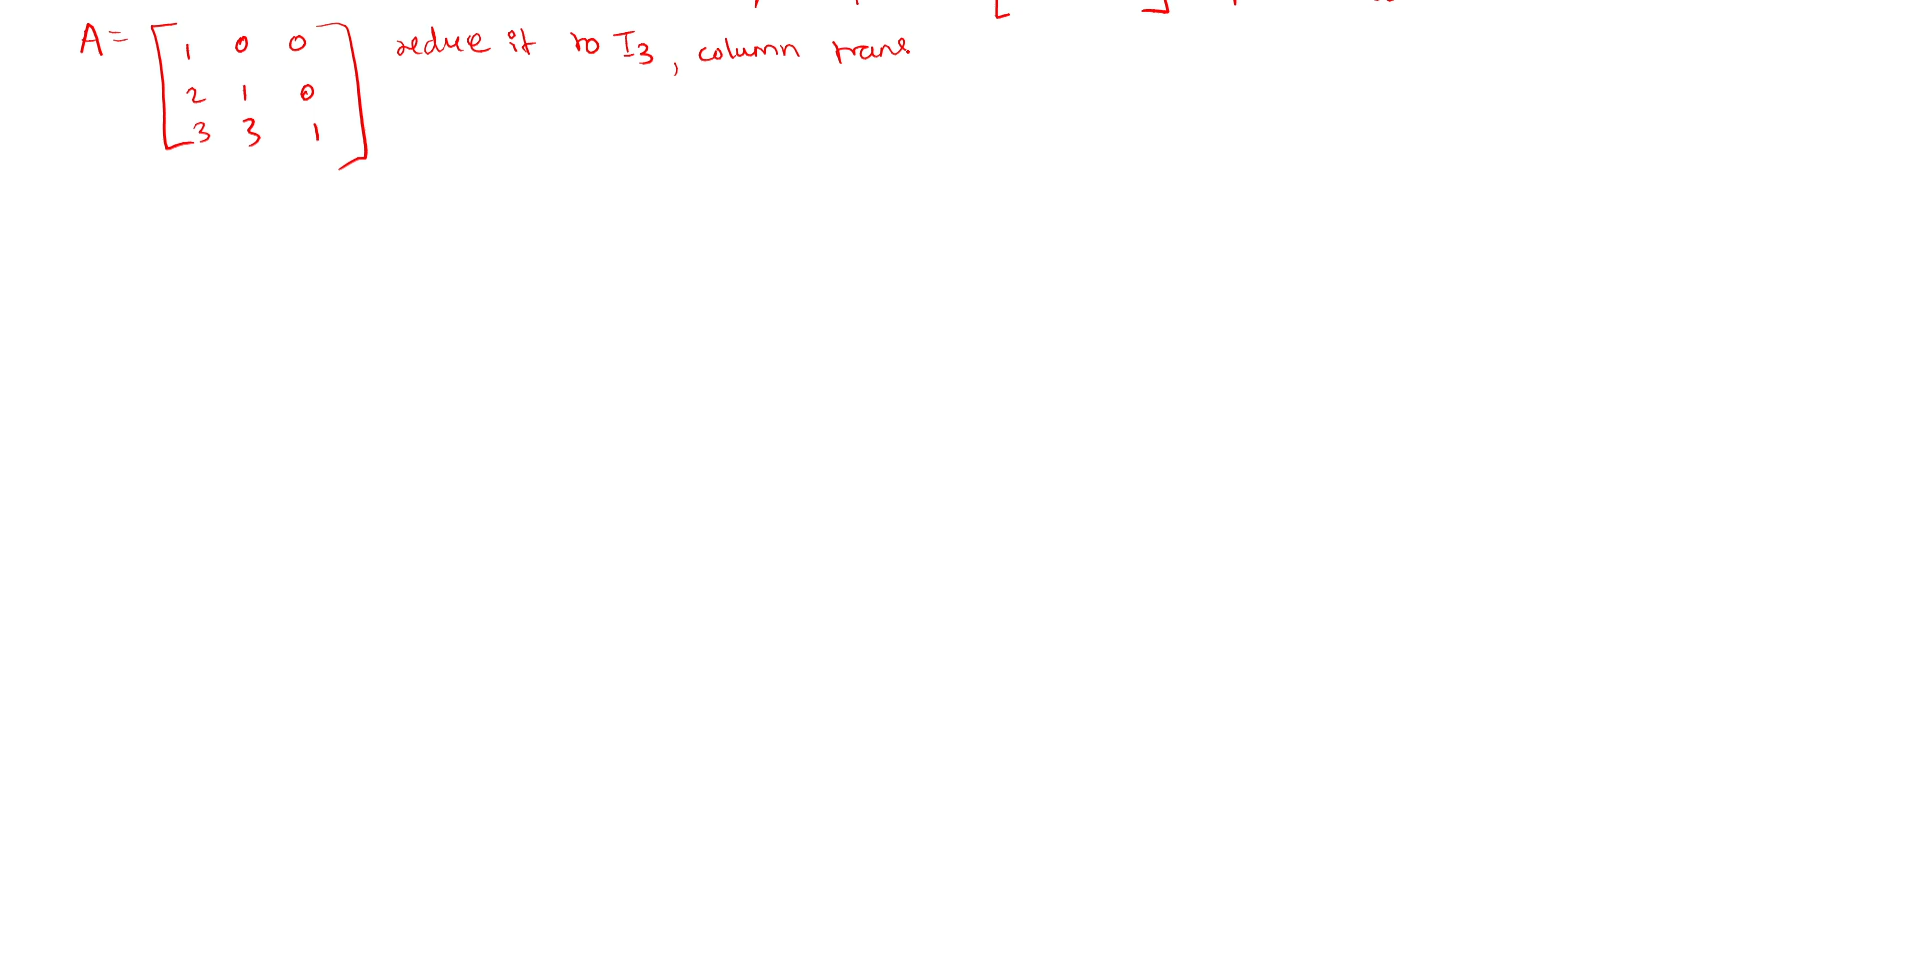 A= [ 1 0 0 ] reduce it to I3, column trans
2 1 0
3 3 1